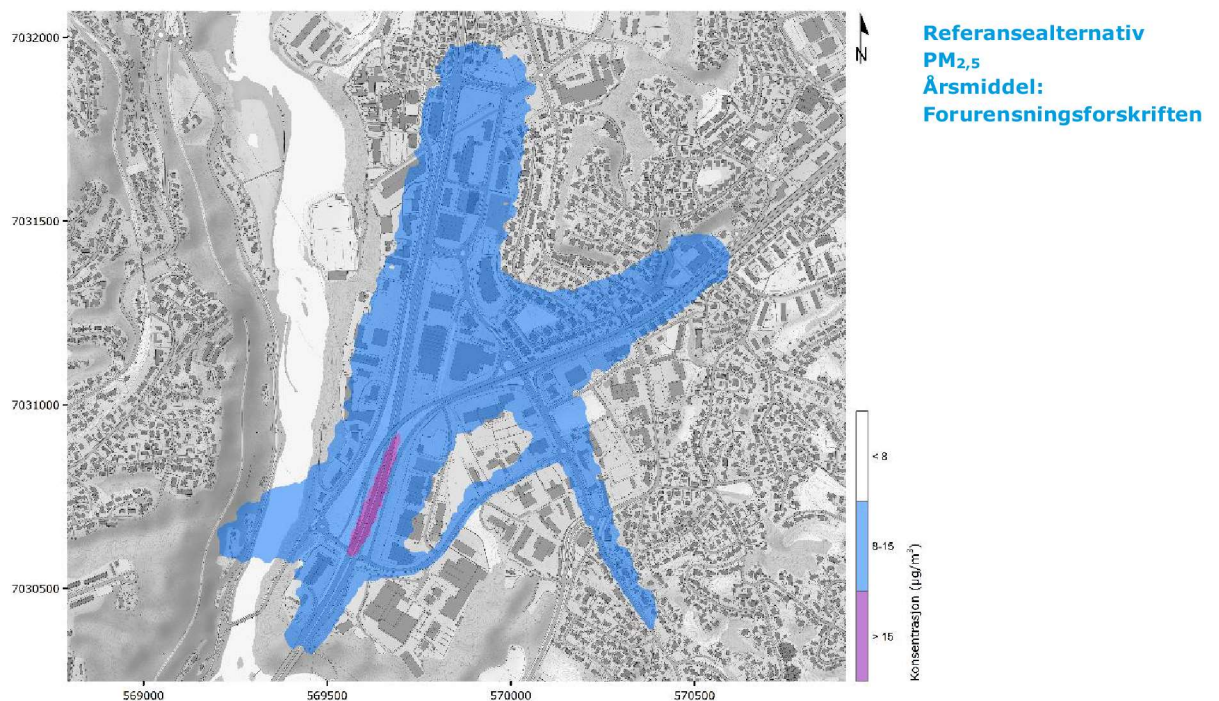 7032000
7031500
7031000
7030500
569000
569500
570000
570500
N
Referansealternativ
PM2,5
Årsmiddel:
Forurensningsforskriften
< 8
8-15
> 15
Konsentrasjon (µg/m³)